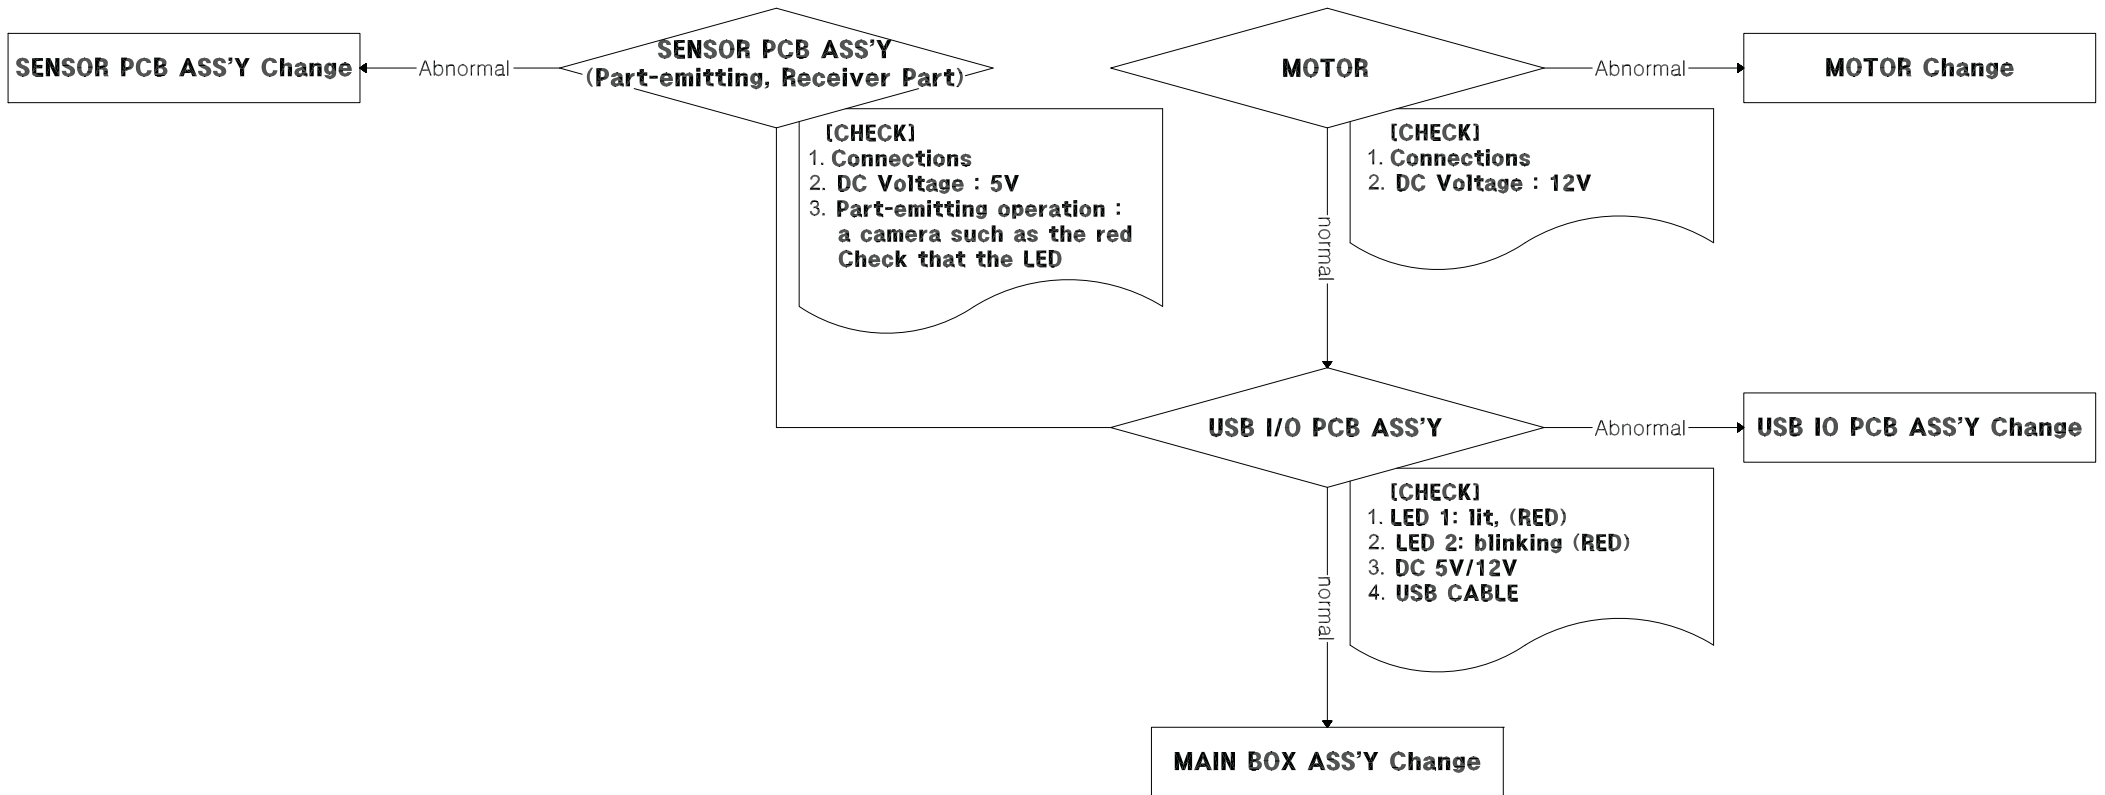 SENSOR PCB ASS'Y Change
Abnormal
SENSOR PCB ASS'Y
(Part-emitting, Receiver Part)
[CHECK]
1. Connections
2. DC Voltage : 5V
3. Part-emitting operation :
a camera such as the red
Check that the LED
MOTOR
Abnormal
MOTOR Change
[CHECK]
1. Connections
2. DC Voltage : 12V
normal
USB I/O PCB ASS'Y
Abnormal
USB IO PCB ASS'Y Change
[CHECK]
1. LED 1: lit, (RED)
2. LED 2: blinking (RED)
3. DC 5V/12V
4. USB CABLE
normal
MAIN BOX ASS'Y Change